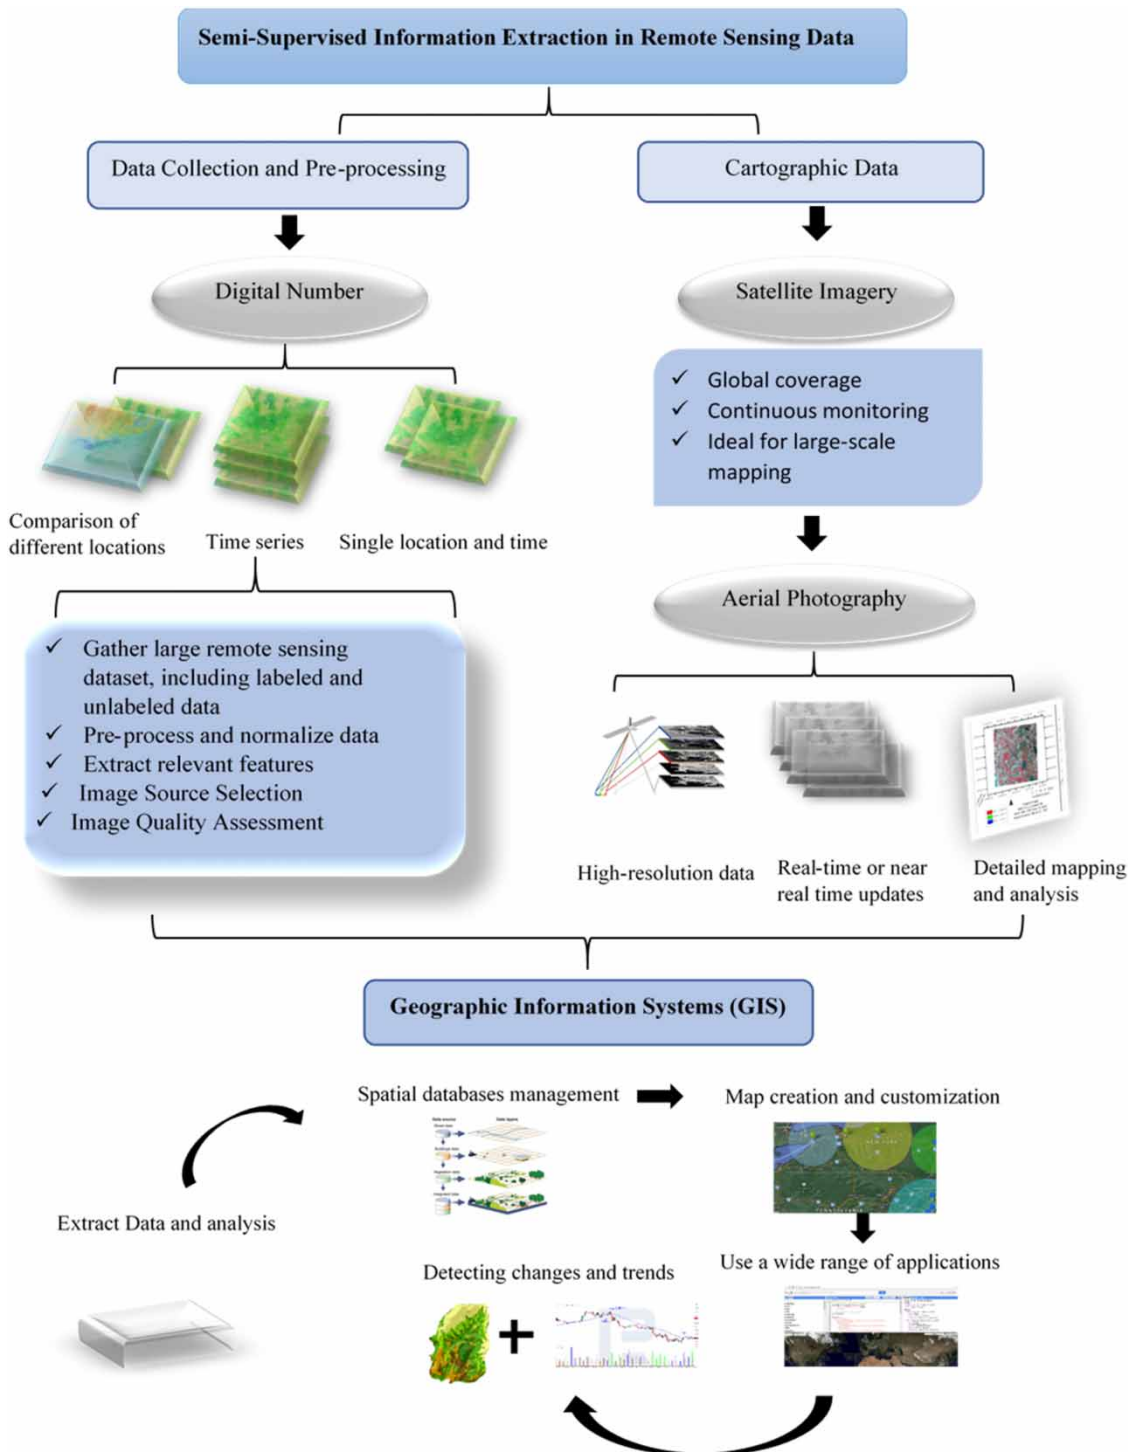 Semi-Supervised Information Extraction in Remote Sensing Data
Data Collection and Pre-processing
Cartographic Data
Digital Number
Satellite Imagery
✓ Global coverage
✓ Continuous monitoring
✓ Ideal for large-scale
mapping
Comparison of
different locations
Time series
Single location and time
Aerial Photography
✓ Gather large remote sensing
dataset, including labeled and
unlabeled data
✓ Pre-process and normalize data
✓ Extract relevant features
✓ Image Source Selection
✓ Image Quality Assessment
High-resolution data
Real-time or near
real time updates
Detailed mapping
and analysis
Geographic Information Systems (GIS)
Spatial databases management
Map creation and customization
Extract Data and analysis
Use a wide range of applications
Detecting changes and trends